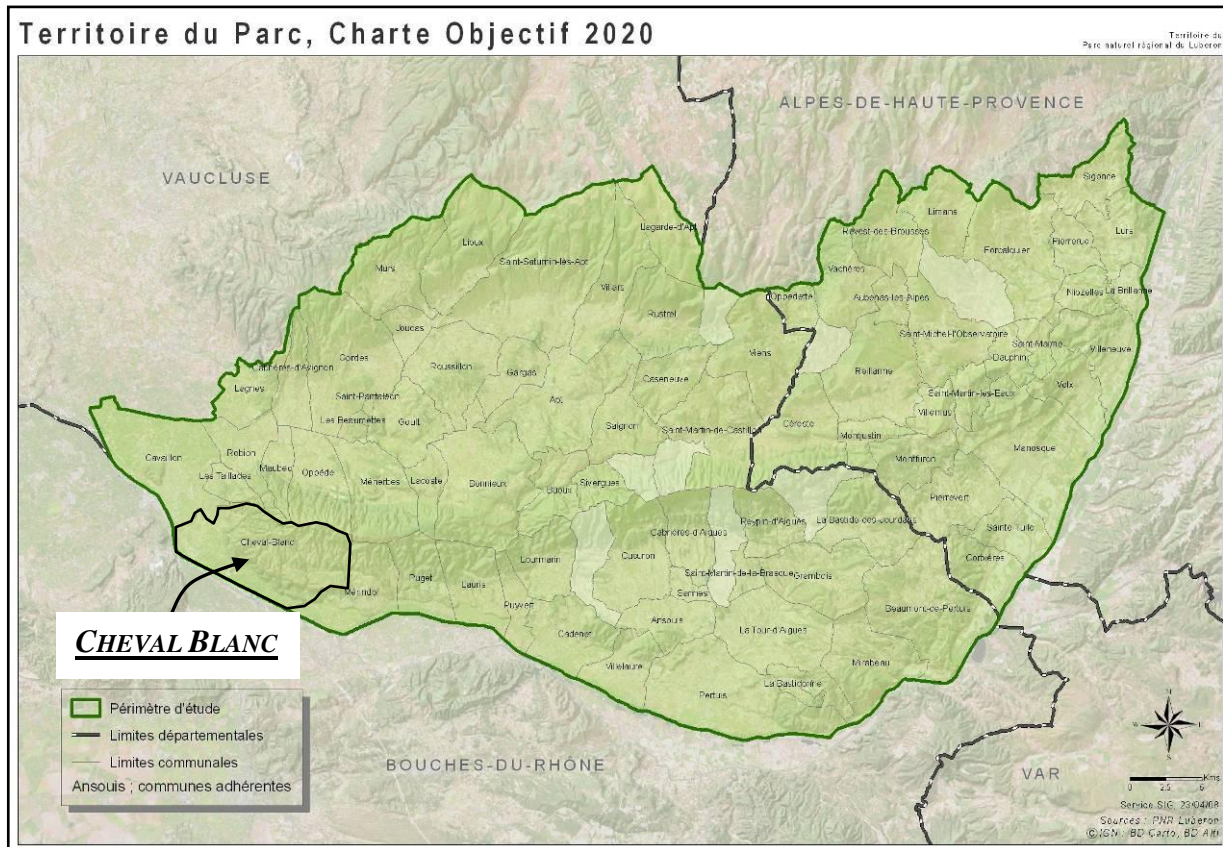 Territoire du Parc, Charte Objectif 2020
Territoire du
Parc naturel régional du Luberon
ALPES-DE-HAUTE-PROVENCE
VAUCLUSE
Sigonce
Limans
Lagarde-d'Apt
Revest-des-Brousses
Lurs
Lioux
Forcalquier
Pierrerue
Saint-Saturnin-lès-Apt
Murs
Vachères
Villars
Oppedette
Aubenas-les-Alpes
Niozelles
La Brillanne
Rustrel
Joucas
Saint-Michel-l'Observatoire
Saint-Maime
Villeneuve
Gordes
Viens
Dauphin
Cabrières-d'Avignon
Roussillon
Gargas
Reillanne
Caseneuve
Volx
Lagnes
Saint-Pantaléon
Apt
Saint-Martin-les-Eaux
Villemus
Les Beaumettes
Goult
Saignon
Saint-Martin-de-Castillon
Céreste
Montjustin
Manosque
Cavaillon
Robion
Maubec
Oppède
Montfuron
Les Taillades
Ménerbes
Lacoste
Bonnieux
Buoux
Sivergues
Pierrevert
Cheval-Blanc
Cabrières-d'Aigues
La Bastide-des-Jourdans
Sainte-Tulle
Lourmarin
Cucuron
Corbières
Mérindol
Puget
Lauris
Saint-Martin-de-la-Brasque
Grambois
Sannes
Puyvert
Beaumont-de-Pertuis
Cadenet
Ansouis
La Tour-d'Aigues
CHEVAL BLANC
Villelaure
Mirabeau
La Bastidonne
Pertuis
Périmètre d'étude
Limites départementales
Limites communales
Ansouis ; communes adhérentes
BOUCHES-DU-RHÔNE
VAR
N
W
E
S
Kms
0 2.5 5
Service SIG, 23/04/08
Sources : PNR Luberon
©IGN : BD Carto, BD Alti